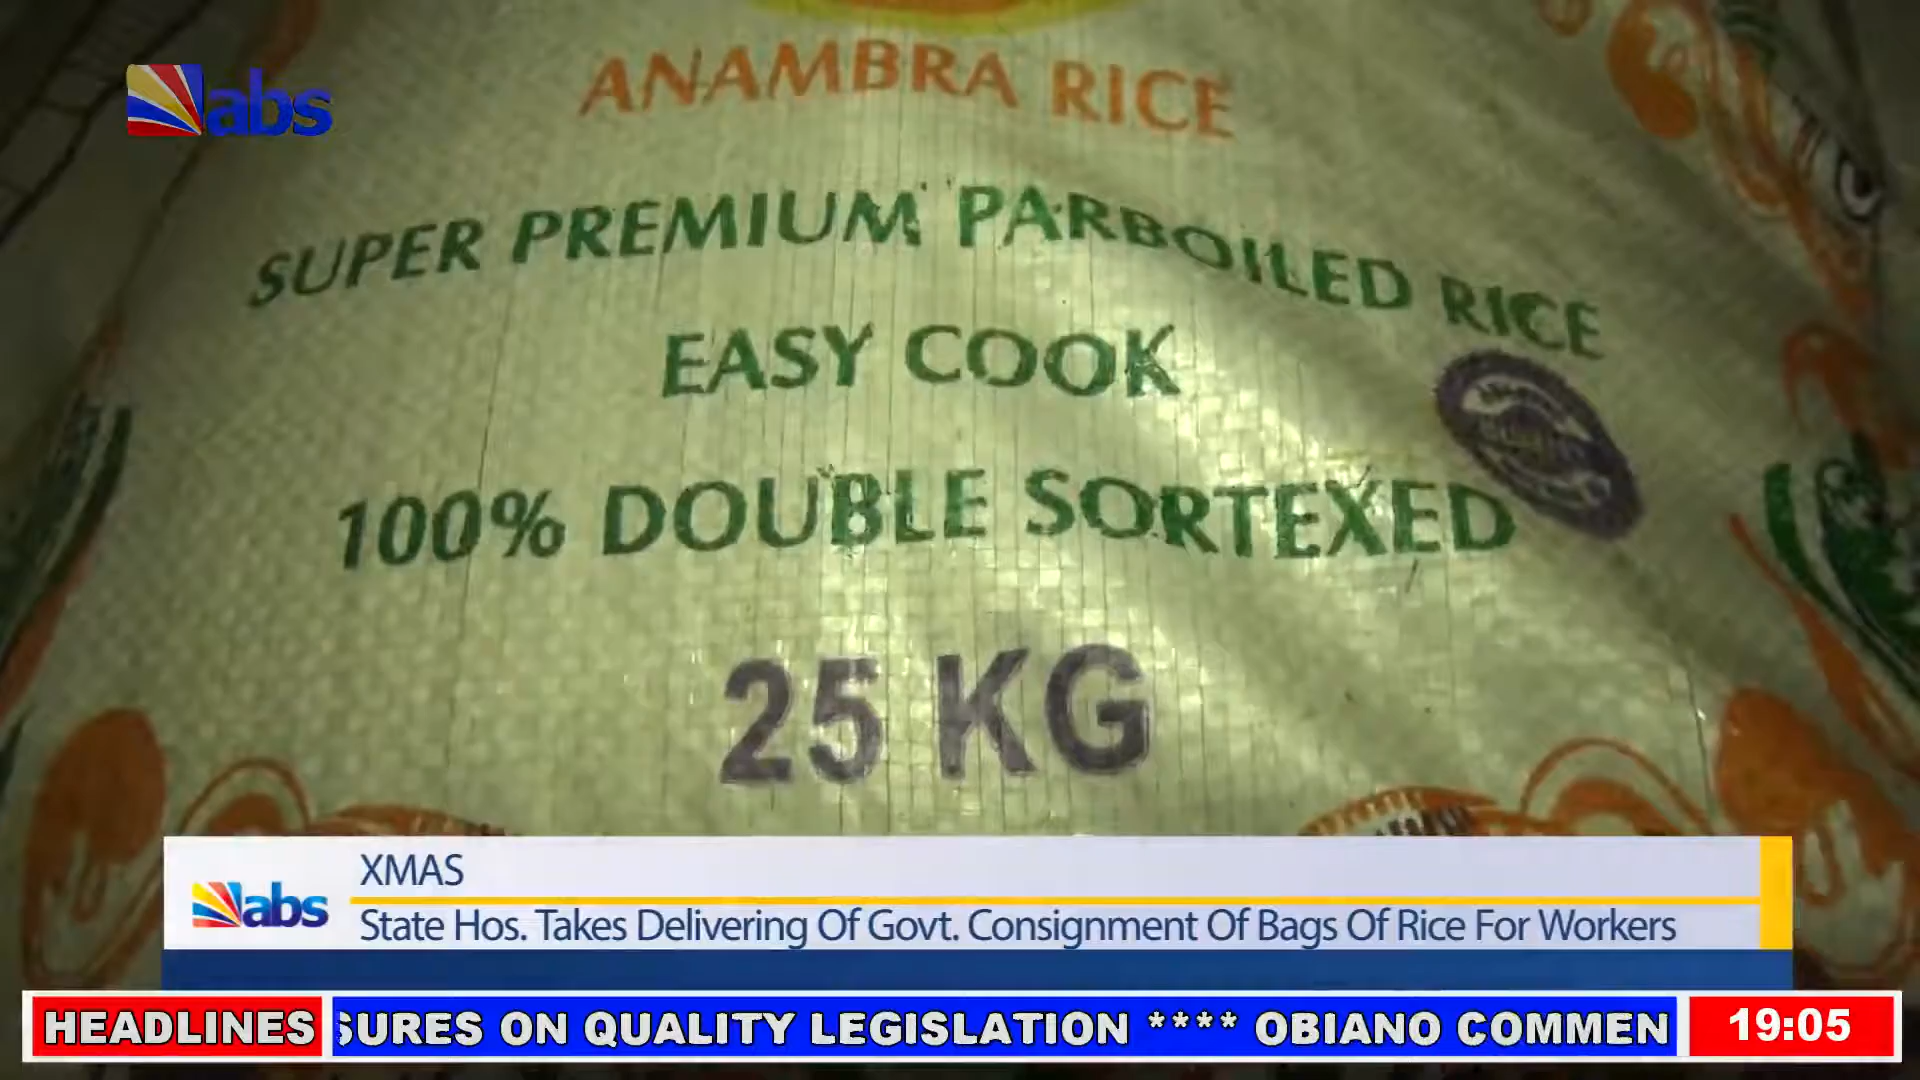 abs
ANAMBRA RICE
SUPER PREMIUM PARBOILED RICE
EASY COOK
100% DOUBLE SORTEXED
25 KG
XMAS
abs
State Hos. Takes Delivering Of Govt. Consignment Of Bags Of Rice For Workers
HEADLINES
SURES ON QUALITY LEGISLATION **** OBIANO COMMEN
19:05